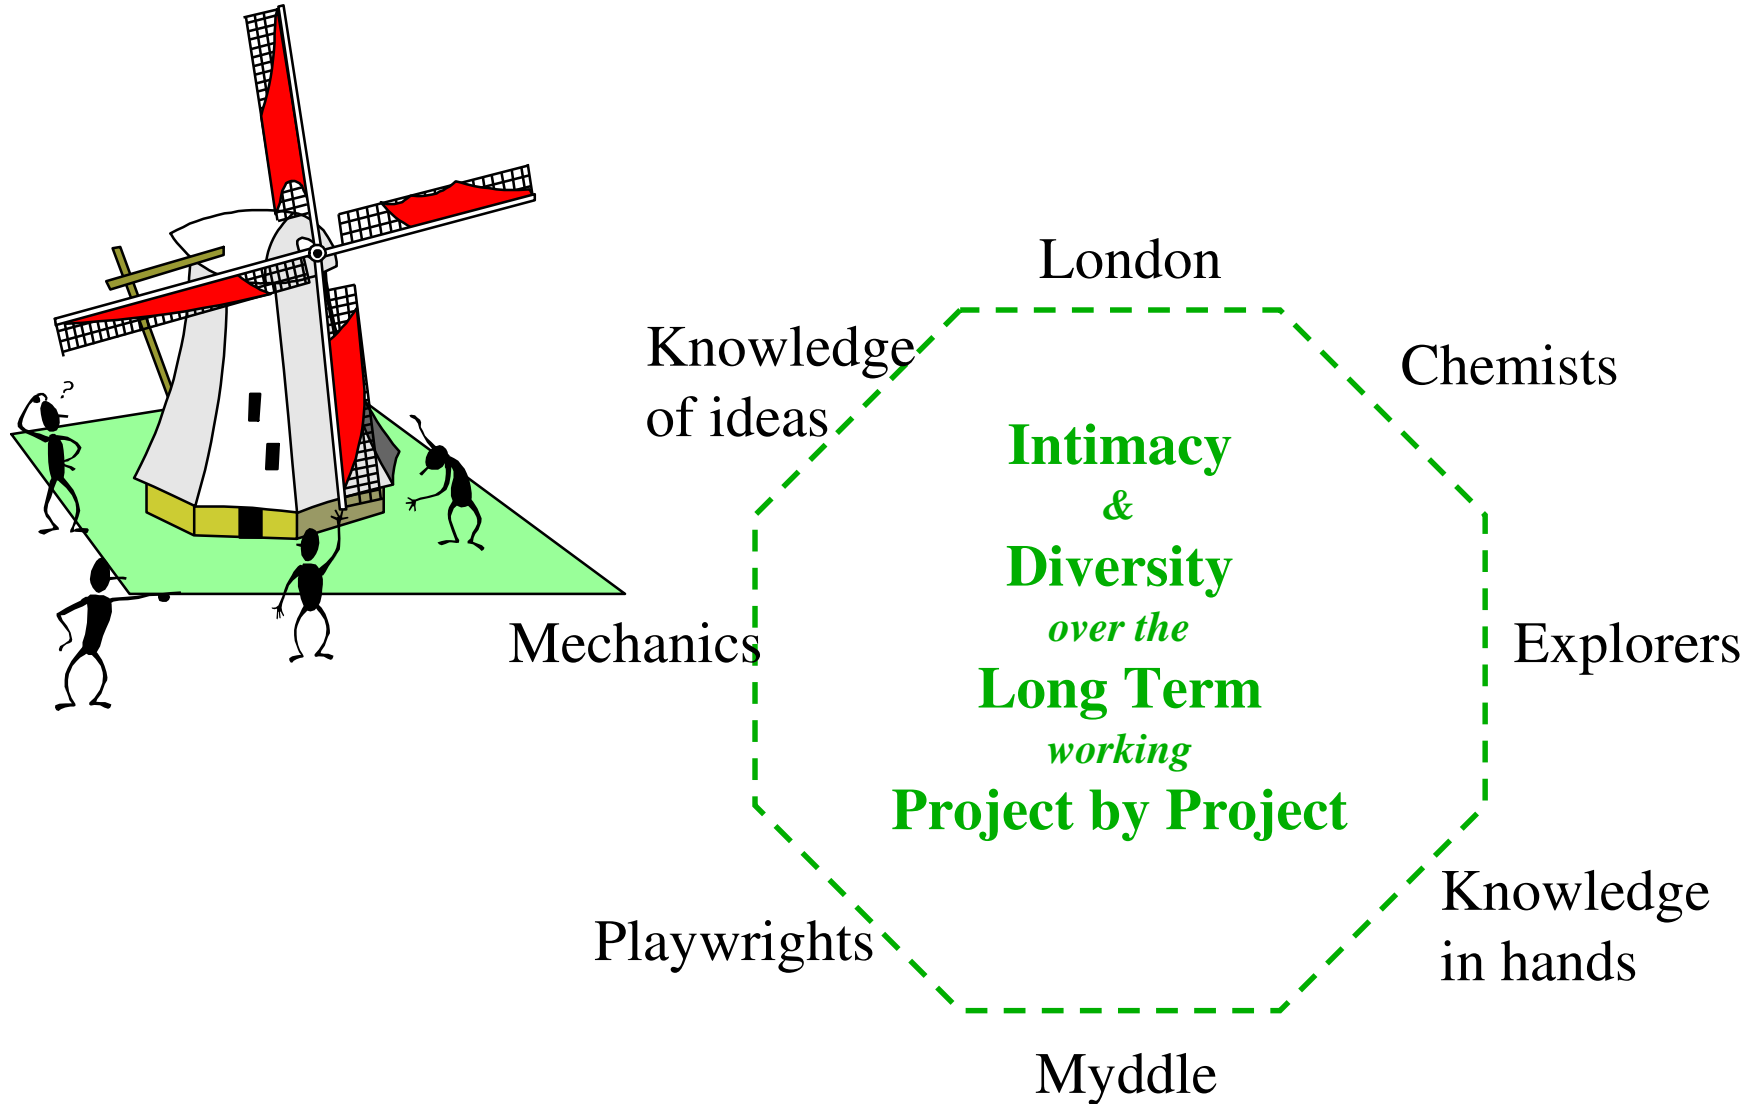 ?
London
Knowledge
of ideas
Chemists
Intimacy
&
Diversity
over the
Long Term
working
Project by Project
Mechanics
Explorers
Playwrights
Knowledge
in hands
Myddle